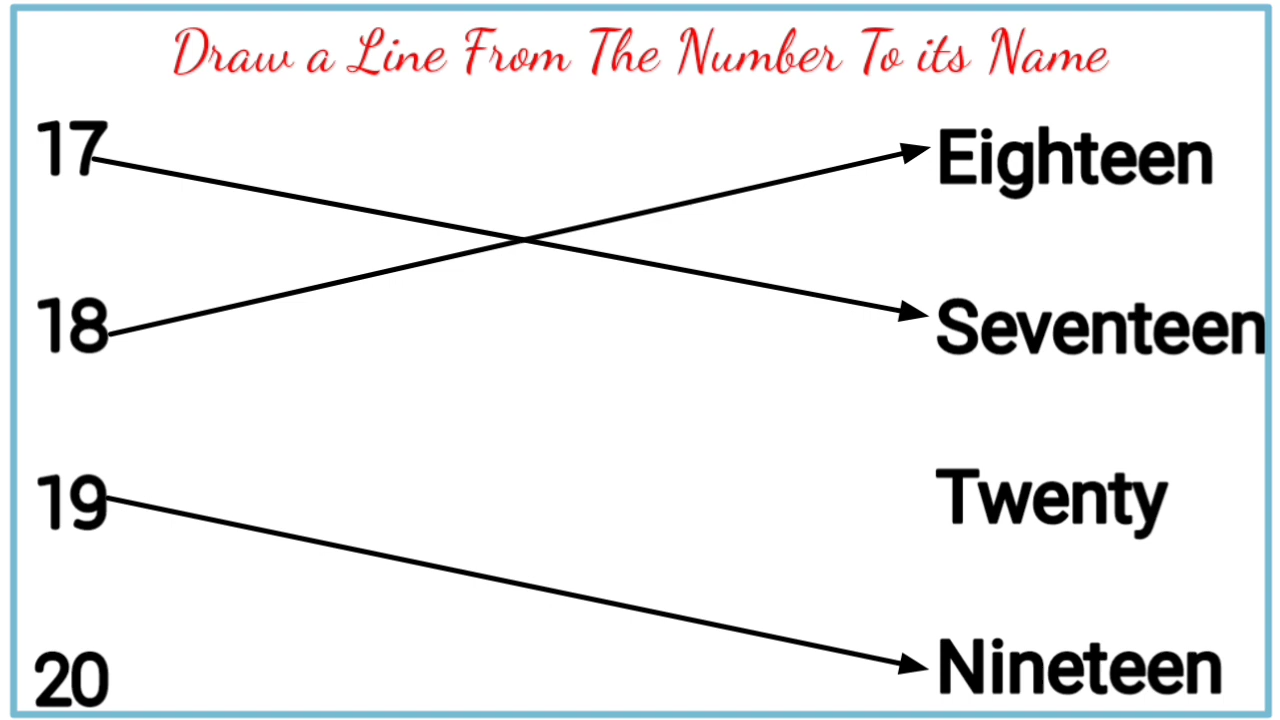 Draw a Line From The Number To its Name
17 Eighteen
18 Seventeen
19 Twenty
20 Nineteen